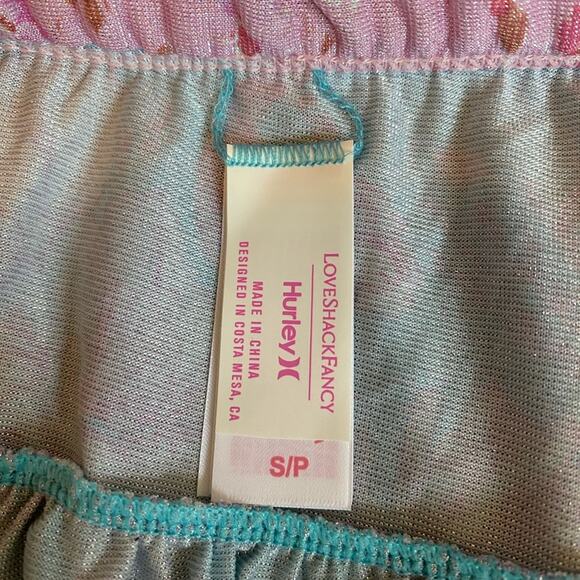 LOVESHACKFANCY
Hurley
MADE IN CHINA
DESIGNED IN COSTA MESA, CA
S/P